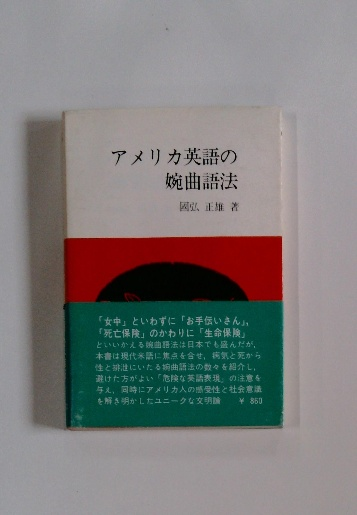 アメリカ英語の
婉曲語法
國弘 正雄 著
「女中」といわずに「お手伝いさん」，
「死亡保険」のかわりに「生命保険」
といいかえる婉曲語法は日本でも盛んだが，
本書は現代米語に焦点を合せ，病気と死から
性と排泄にいたる婉曲語法の数々を紹介し，
避けた方がよい「危険な英語表現」の注意を
与え，同時にアメリカ人の感受性と社会意識
を解き明かしたユニークな文明論 ￥ 860